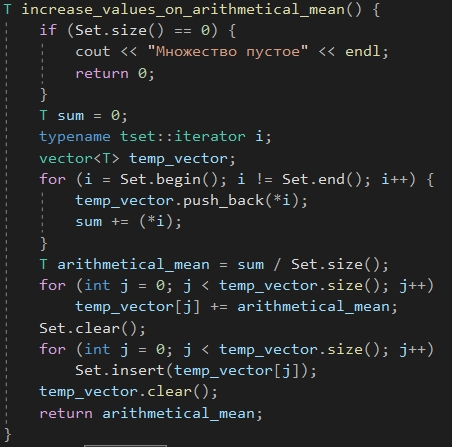 T increase_values_on_arithmetical_mean() {
if (Set.size() == 0) {
cout << "Множество пустое" << endl;
return 0;
}
T sum = 0;
typename tset::iterator i;
vector<T> temp_vector;
for (i = Set.begin(); i != Set.end(); i++) {
temp_vector.push_back(*i);
sum += (*i);
}
T arithmetical_mean = sum / Set.size();
for (int j = 0; j < temp_vector.size(); j++)
temp_vector[j] += arithmetical_mean;
Set.clear();
for (int j = 0; j < temp_vector.size(); j++)
Set.insert(temp_vector[j]);
temp_vector.clear();
return arithmetical_mean;
}